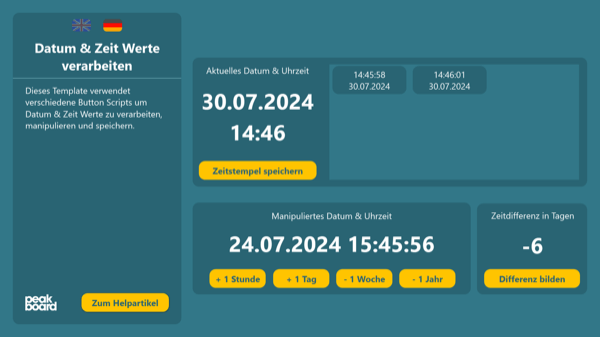 Datum & Zeit Werte
verarbeiten
Dieses Template verwendet
verschiedene Button Scripts um
Datum & Zeit Werte zu verarbeiten,
manipulieren und speichern.
peak
board
Zum Helpartikel
Aktuelles Datum & Uhrzeit
30.07.2024
14:46
Zeitstempel speichern
14:45:58
30.07.2024
14:46:01
30.07.2024
Manipuliertes Datum & Uhrzeit
24.07.2024 15:45:56
+ 1 Stunde
+ 1 Tag
- 1 Woche
- 1 Jahr
Zeitdifferenz in Tagen
-6
Differenz bilden